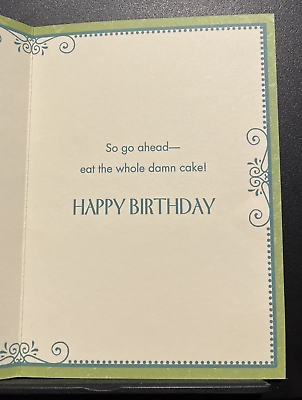 So go ahead—
eat the whole damn cake!
HAPPY BIRTHDAY